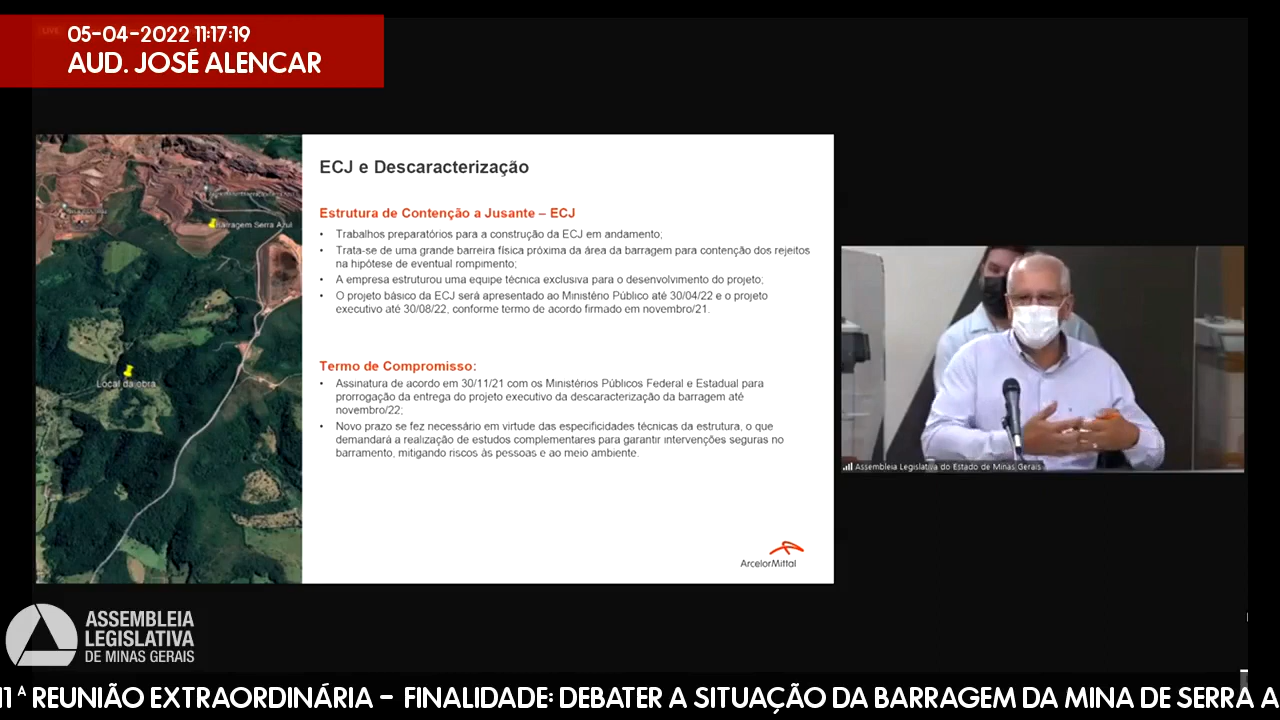 05-04-2022 11:17:19
AUD. JOSÉ ALENCAR
Barragem Serra Azul
Local da obra
ECJ e Descaracterização
Estrutura de Contenção a Jusante – ECJ
• Trabalhos preparatórios para a construção da ECJ em andamento;
• Trata-se de uma grande barreira física próxima da área da barragem para contenção dos rejeitos
na hipótese de eventual rompimento;
• A empresa estruturou uma equipe técnica exclusiva para o desenvolvimento do projeto;
• O projeto básico da ECJ será apresentado ao Ministério Público até 30/04/22 e o projeto
executivo até 30/08/22, conforme termo de acordo firmado em novembro/21.
Termo de Compromisso:
• Assinatura de acordo em 30/11/21 com os Ministérios Públicos Federal e Estadual para
prorrogação da entrega do projeto executivo da descaracterização da barragem até
novembro/22;
• Novo prazo se fez necessário em virtude das especificidades técnicas da estrutura, o que
demandará a realização de estudos complementares para garantir intervenções seguras no
barramento, mitigando riscos às pessoas e ao meio ambiente.
ArcelorMittal
Assembleia Legislativa do Estado de Minas Gerais
ASSEMBLEIA
LEGISLATIVA
DE MINAS GERAIS
11ª REUNIÃO EXTRAORDINÁRIA - FINALIDADE: DEBATER A SITUAÇÃO DA BARRAGEM DA MINA DE SERRA A